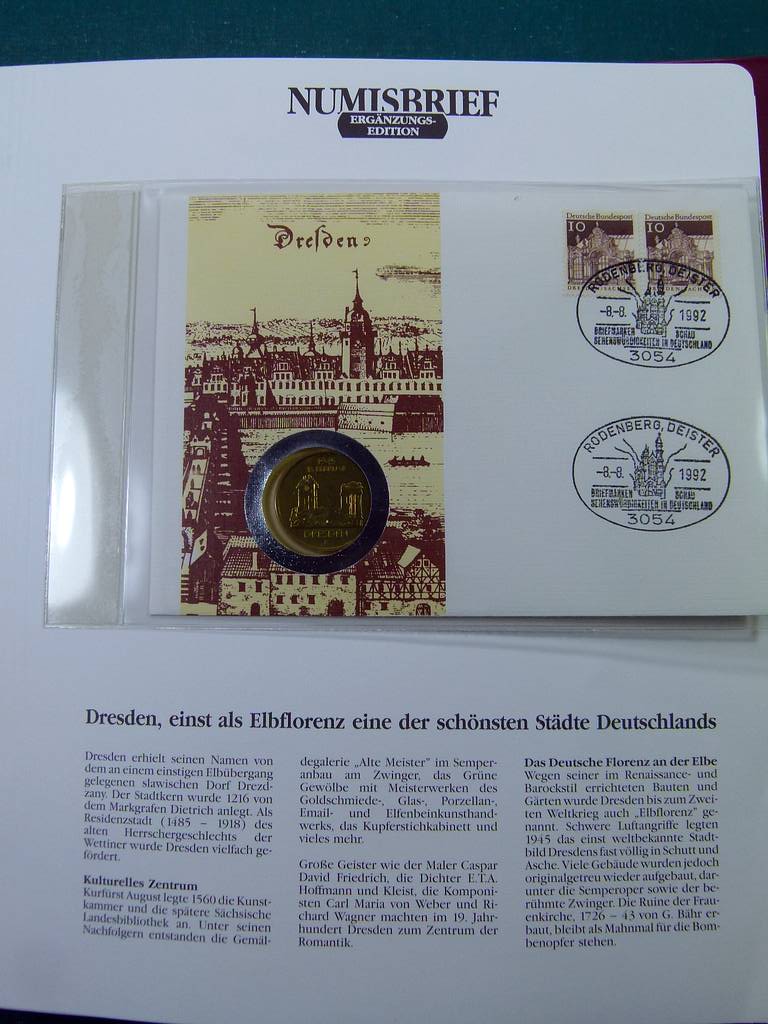 NUMISBRIEF
ERGÄNZUNGS-
EDITION
Dresden
Deutsche Bundespost
10
Deutsche Bundespost
10
RODENBERG, DEISTER
-8.-8. 1992
BRIEFMARKEN SCHAU
SEHENSWÜRDIGKEITEN IN DEUTSCHLAND
3054
RODENBERG, DEISTER
-8.-8. 1992
BRIEFMARKEN SCHAU
SEHENSWÜRDIGKEITEN IN DEUTSCHLAND
3054
DRESDEN
Dresden, einst als Elbflorenz eine der schönsten Städte Deutschlands
Dresden erhielt seinen Namen von
dem an einem einstigen Elbübergang
gelegenen slawischen Dorf Drezd-
zany. Der Stadtkern wurde 1216 von
dem Markgrafen Dietrich anlegt. Als
Residenzstadt (1485 – 1918) des
alten Herrschergeschlechts der
Wettiner wurde Dresden vielfach ge-
fördert.
Kulturelles Zentrum
Kurfürst August legte 1560 die Kunst-
kammer und die spätere Sächsische
Landesbibliothek an. Unter seinen
Nachfolgern entstanden die Gemäl-
degalerie „Alte Meister" im Semper-
anbau am Zwinger, das Grüne
Gewölbe mit Meisterwerken des
Goldschmiede-, Glas-, Porzellan-,
Email- und Elfenbeinkunsthand-
werks, das Kupferstichkabinett und
vieles mehr.
Große Geister wie der Maler Caspar
David Friedrich, die Dichter E.T.A.
Hoffmann und Kleist, die Komponi-
sten Carl Maria von Weber und Ri-
chard Wagner machten im 19. Jahr-
hundert Dresden zum Zentrum der
Romantik.
Das Deutsche Florenz an der Elbe
Wegen seiner im Renaissance- und
Barockstil errichteten Bauten und
Gärten wurde Dresden bis zum Zwei-
ten Weltkrieg auch „Elbflorenz" ge-
nannt. Schwere Luftangriffe legten
1945 das einst weltbekannte Stadt-
bild Dresdens fast völlig in Schutt und
Asche. Viele Gebäude wurden jedoch
originalgetreu wieder aufgebaut, dar-
unter die Semperoper sowie der be-
rühmte Zwinger. Die Ruine der Frau-
enkirche, 1726 – 43 von G. Bähr er-
baut, bleibt als Mahnmal für die Bom-
benopfer stehen.